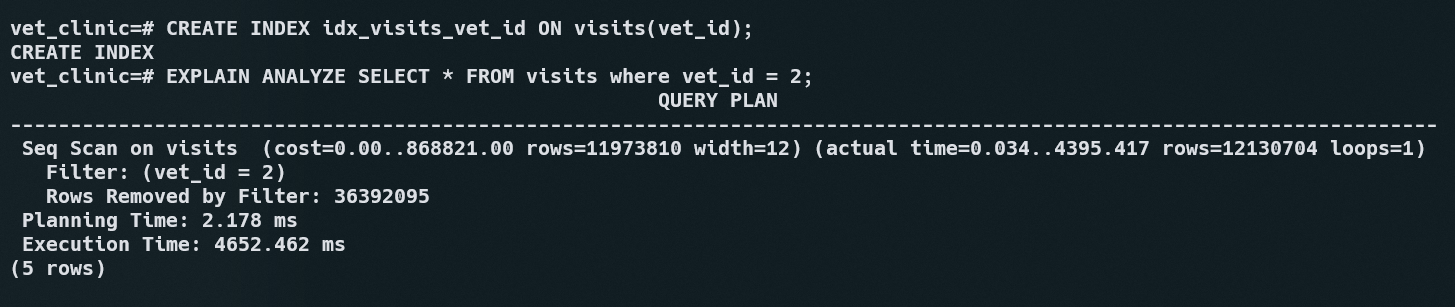 vet_clinic=# CREATE INDEX idx_visits_vet_id ON visits(vet_id);
CREATE INDEX
vet_clinic=# EXPLAIN ANALYZE SELECT * FROM visits where vet_id = 2;
QUERY PLAN
-----------------------------------------------------------------------------------------------------------------------
Seq Scan on visits  (cost=0.00..868821.00 rows=11973810 width=12) (actual time=0.034..4395.417 rows=12130704 loops=1)
Filter: (vet_id = 2)
Rows Removed by Filter: 36392095
Planning Time: 2.178 ms
Execution Time: 4652.462 ms
(5 rows)